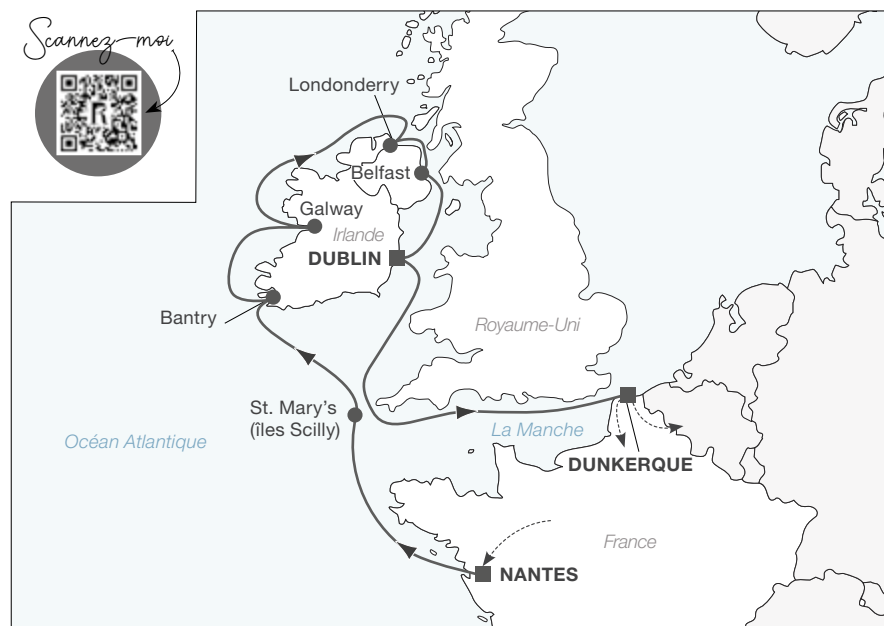 Scannez-moi
R
Londonderry
Belfast
Galway
Irlande
DUBLIN
Bantry
Royaume-Uni
St. Mary's
(îles Scilly)
Océan Atlantique
La Manche
DUNKERQUE
France
NANTES